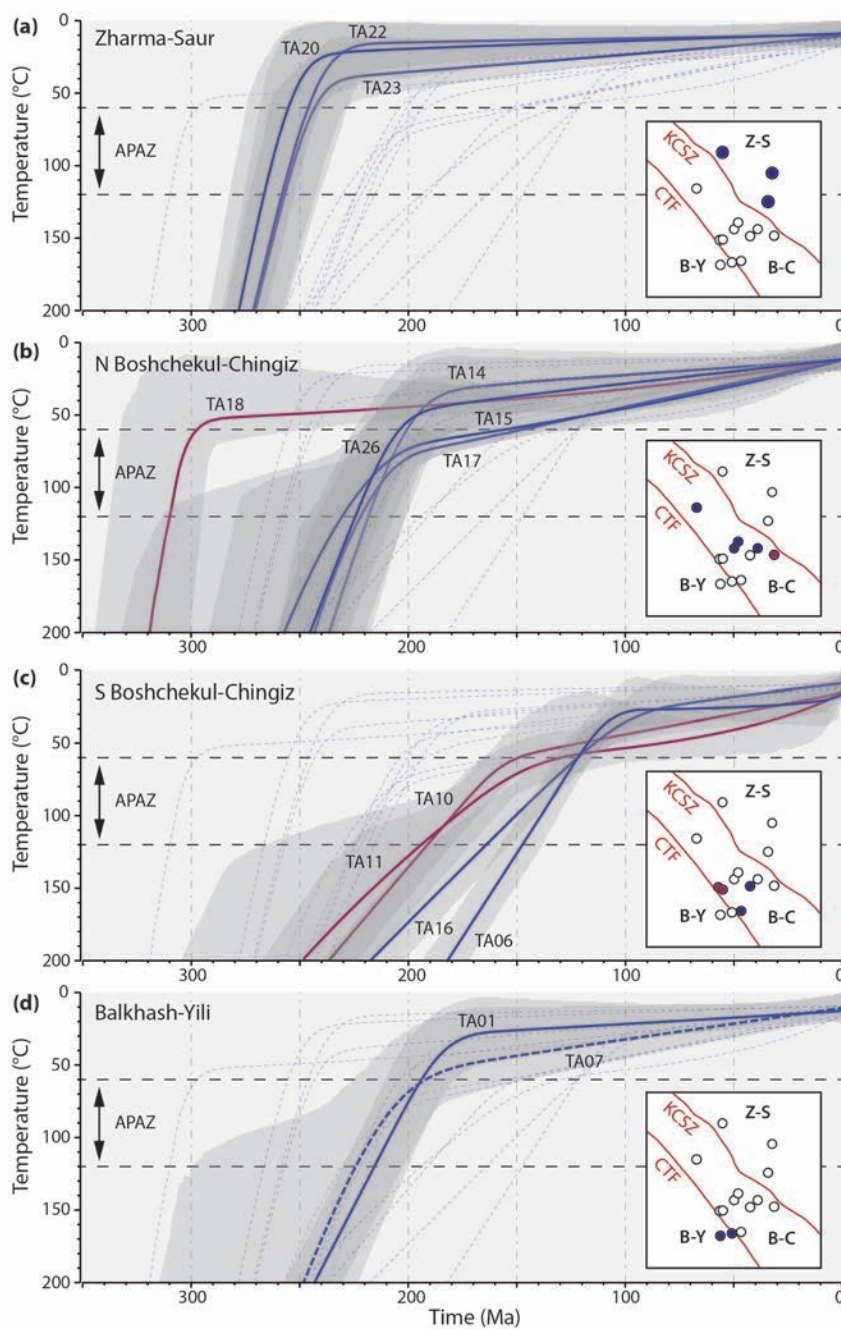 (a)
Zharma-Saur
TA20
TA22
TA23
APAZ
Temperature (°C)
0
50
100
150
200
300
200
100
0
KCSZ
CTF
Z-S
B-Y
B-C
(b)
N Boshchekul-Chingiz
TA18
TA14
TA26
TA15
TA17
APAZ
Temperature (°C)
0
50
100
150
200
300
200
100
0
KCSZ
CTF
Z-S
B-Y
B-C
(c)
S Boshchekul-Chingiz
TA10
TA11
TA16
TA06
APAZ
Temperature (°C)
0
50
100
150
200
300
200
100
0
KCSZ
CTF
Z-S
B-Y
B-C
(d)
Balkhash-Yili
TA01
TA07
APAZ
Temperature (°C)
0
50
100
150
200
300
200
100
0
KCSZ
CTF
Z-S
B-Y
B-C
Time (Ma)